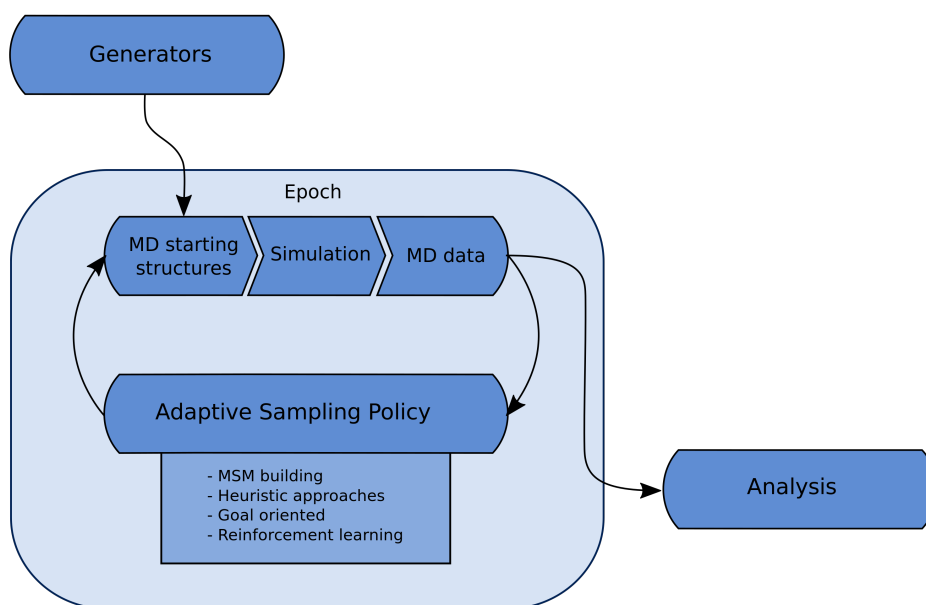 Generators
Epoch
MD starting
structures
Simulation
MD data
Adaptive Sampling Policy
- MSM building
- Heuristic approaches
- Goal oriented
- Reinforcement learning
Analysis